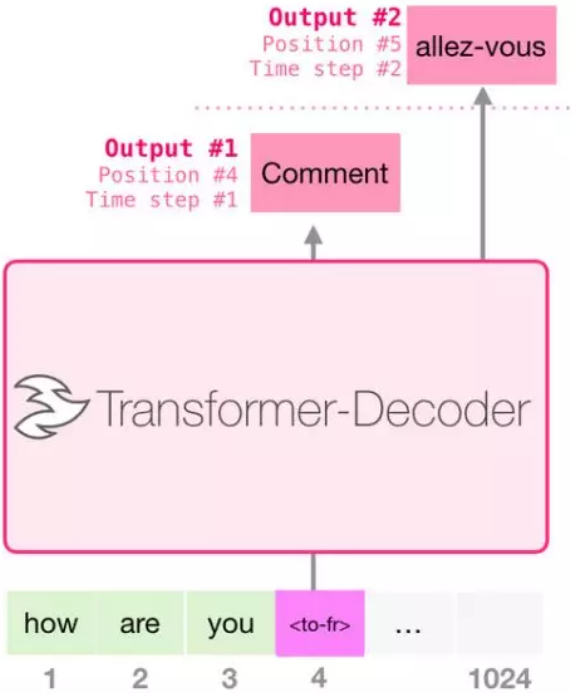 Output #2
Position #5
Time step #2
allez-vous
Output #1
Position #4
Time step #1
Comment
Transformer-Decoder
how are you <to-fr> ...
1 2 3 4 1024